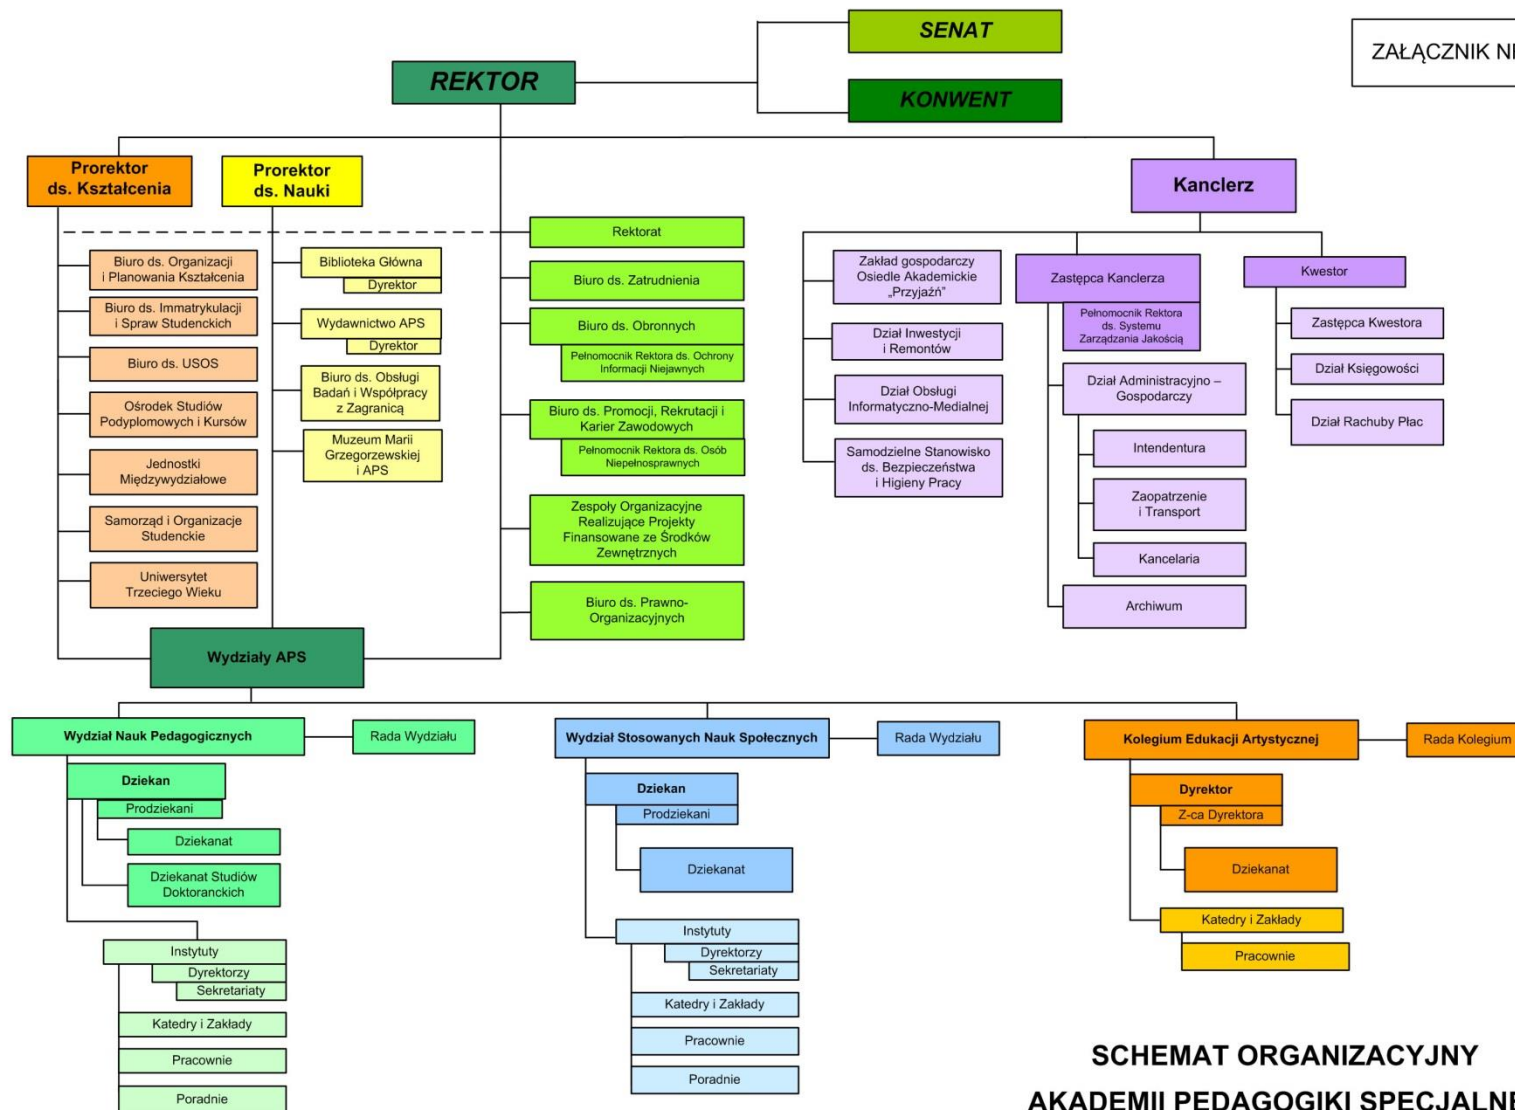 SENAT
ZAŁĄCZNIK
REKTOR
KONWENT
Prorektor
ds. Kształcenia
Prorektor
ds. Nauki
Kanclerz
Biuro ds. Organizacji
i Planowania Kształcenia
Biuro ds. Immatrykulacji
i Spraw Studenckich
Biuro ds. USOS
Ośrodek Studiów
Podyplomowych i Kursów
Jednostki
Międzywydziałowe
Samorząd i Organizacje
Studenckie
Uniwersytet
Trzeciego Wieku
Biblioteka Główna
Dyrektor
Wydawnictwo APS
Dyrektor
Biuro ds. Obsługi
Badań i Współpracy
z Zagranicą
Muzeum Marii
Grzegorzewskiej
i APS
Rektorat
Biuro ds. Zatrudnienia
Biuro ds. Obronnych
Pełnomocnik Rektora ds. Ochrony
Informacji Niejawnych
Biuro ds. Promocji, Rekrutacji i
Karier Zawodowych
Pełnomocnik Rektora ds. Osób
Niepełnosprawnych
Zespoły Organizacyjne
Realizujące Projekty
Finansowane ze Środków
Zewnętrznych
Biuro ds. Prawno-
Organizacyjnych
Zakład gospodarczy
Osiedle Akademickie
„Przyjaźń”
Dział Inwestycji
i Remontów
Dział Obsługi
Informatyczno-Medialnej
Samodzielne Stanowisko
ds. Bezpieczeństwa
i Higieny Pracy
Zastępca Kanclerza
Pełnomocnik Rektora
ds. Systemu
Zarządzania Jakością
Dział Administracyjno –
Gospodarczy
Intendentura
Zaopatrzenie
i Transport
Kancelaria
Archiwum
Kwestor
Zastępca Kwestora
Dział Księgowości
Dział Rachuby Płac
Wydziały APS
Wydział Nauk Pedagogicznych
Rada Wydziału
Dziekan
Prodziekani
Dziekanat
Dziekanat Studiów
Doktoranckich
Instytuty
Dyrektorzy
Sekretariaty
Katedry i Zakłady
Pracownie
Poradnie
Wydział Stosowanych Nauk Społecznych
Rada Wydziału
Dziekan
Prodziekani
Dziekanat
Instytuty
Dyrektorzy
Sekretariaty
Katedry i Zakłady
Pracownie
Poradnie
Kolegium Edukacji Artystycznej
Rada Kolegium
Dyrektor
Z-ca Dyrektora
Dziekanat
Katedry i Zakłady
Pracownie
SCHEMAT ORGANIZACYJNY
AKADEMII PEDAGOGIKI